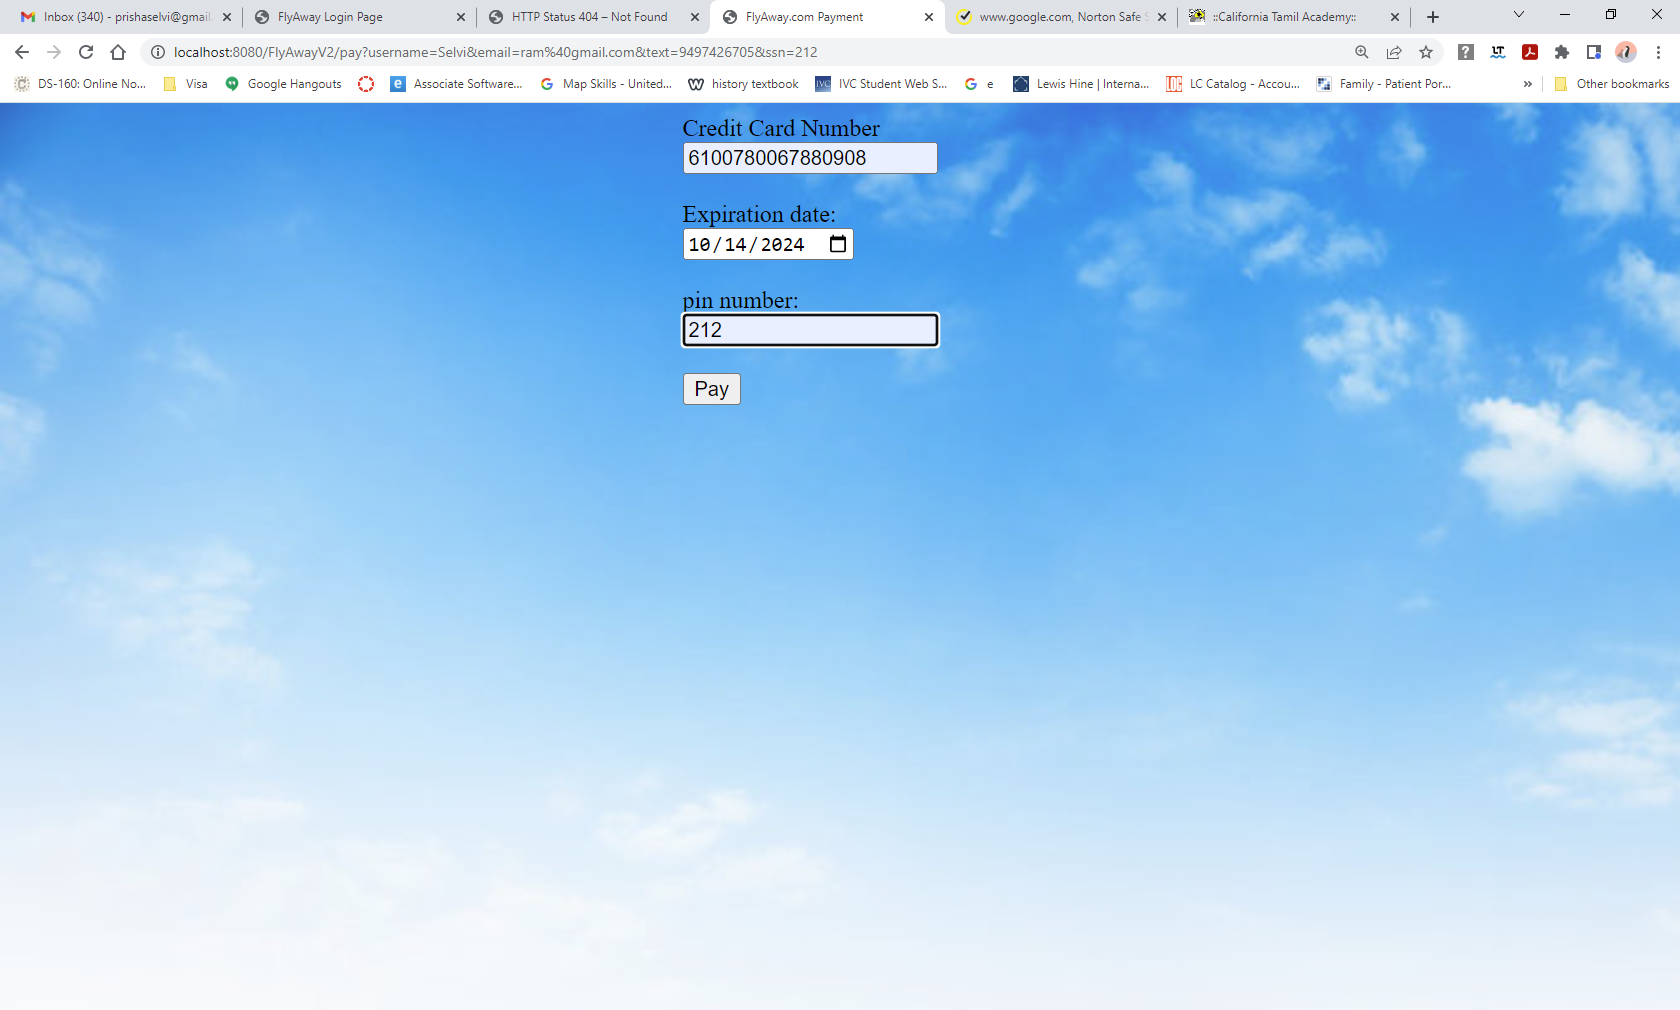 Inbox (340) - prishaselvi@gmail
FlyAway Login Page
HTTP Status 404 – Not Found
FlyAway.com Payment
www.google.com, Norton Safe S
::California Tamil Academy::
localhost:8080/FlyAwayV2/pay?username=Selvi&email=ram%40gmail.com&text=9497426705&ssn=212
DS-160: Online No...
Visa
Google Hangouts
Associate Software...
Map Skills - United...
history textbook
IVC Student Web S...
e
Lewis Hine | Interna...
LC Catalog - Accou...
Family - Patient Por...
»
Other bookmarks
Credit Card Number
6100780067880908
Expiration date:
10/14/2024
pin number:
212
Pay